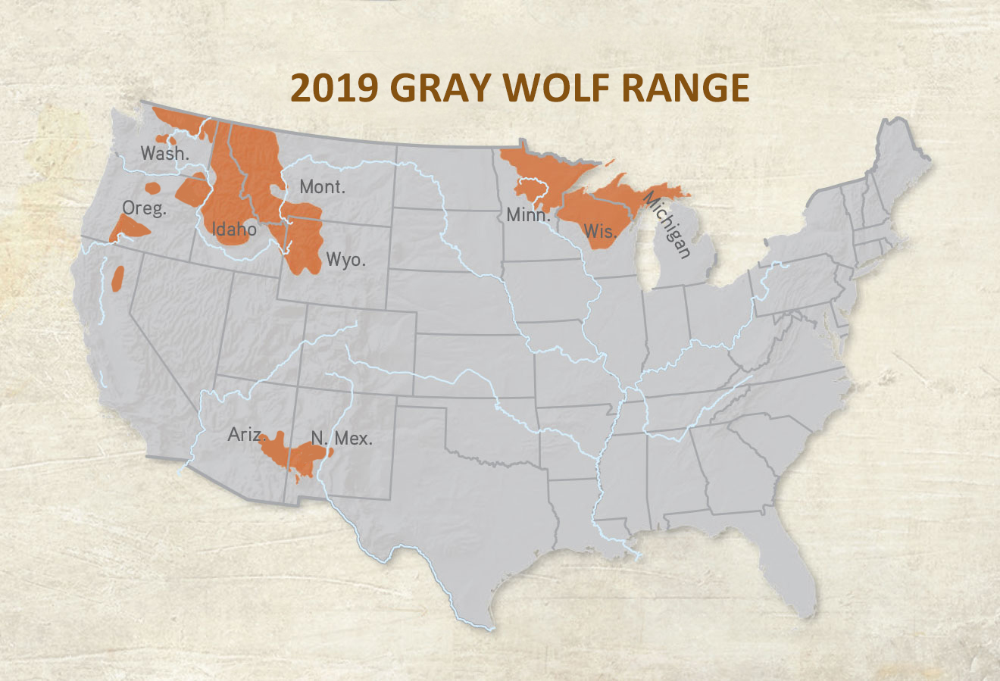 2019 GRAY WOLF RANGE
Wash.
Mont.
Oreg.
Minn.
Michigan
Idaho
Wis.
Wyo.
Ariz.
N. Mex.